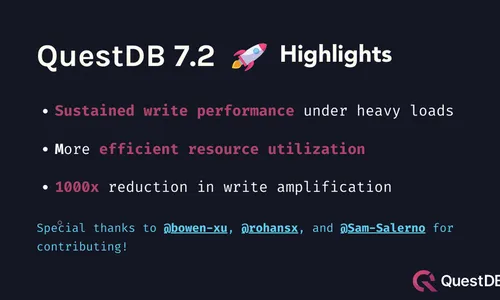 QuestDB 7.2 🚀 Highlights
• Sustained write performance under heavy loads
• More efficient resource utilization
• 1000x reduction in write amplification
Special thanks to @bowen-xu, @rohansx, and @Sam-Salerno for
contributing!
QuestDB